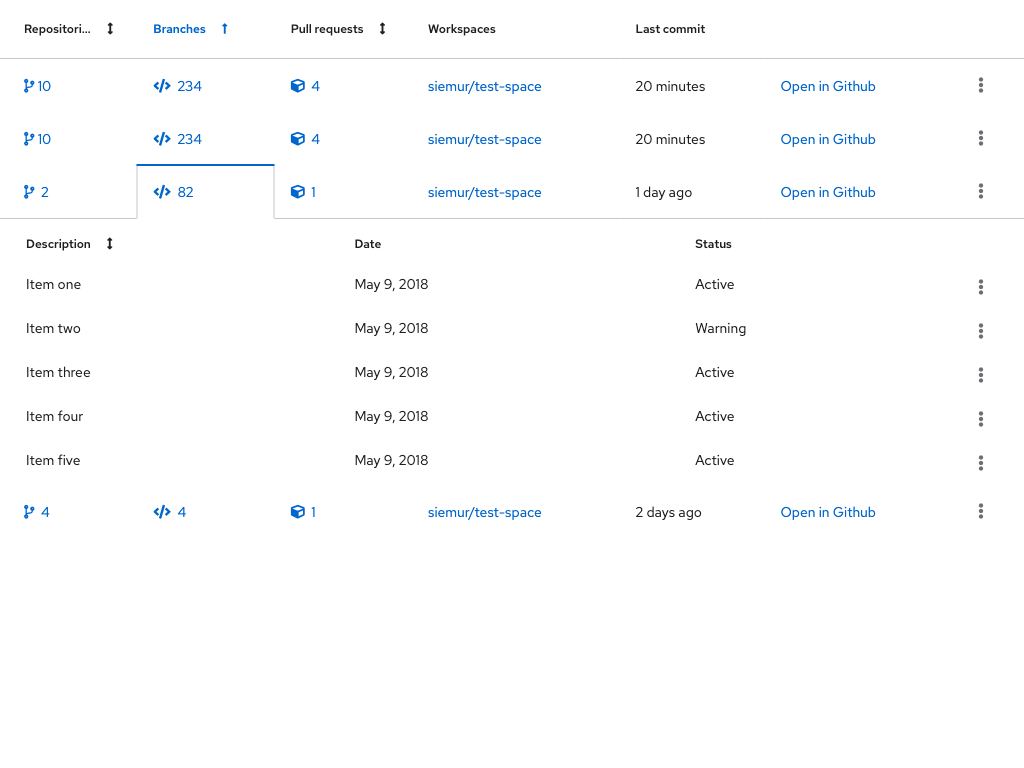 Repositori... Branches Pull requests Workspaces Last commit
10 234 4 siemur/test-space 20 minutes Open in Github
10 234 4 siemur/test-space 20 minutes Open in Github
2 82 1 siemur/test-space 1 day ago Open in Github
Description Date Status
Item one May 9, 2018 Active
Item two May 9, 2018 Warning
Item three May 9, 2018 Active
Item four May 9, 2018 Active
Item five May 9, 2018 Active
4 4 1 siemur/test-space 2 days ago Open in Github